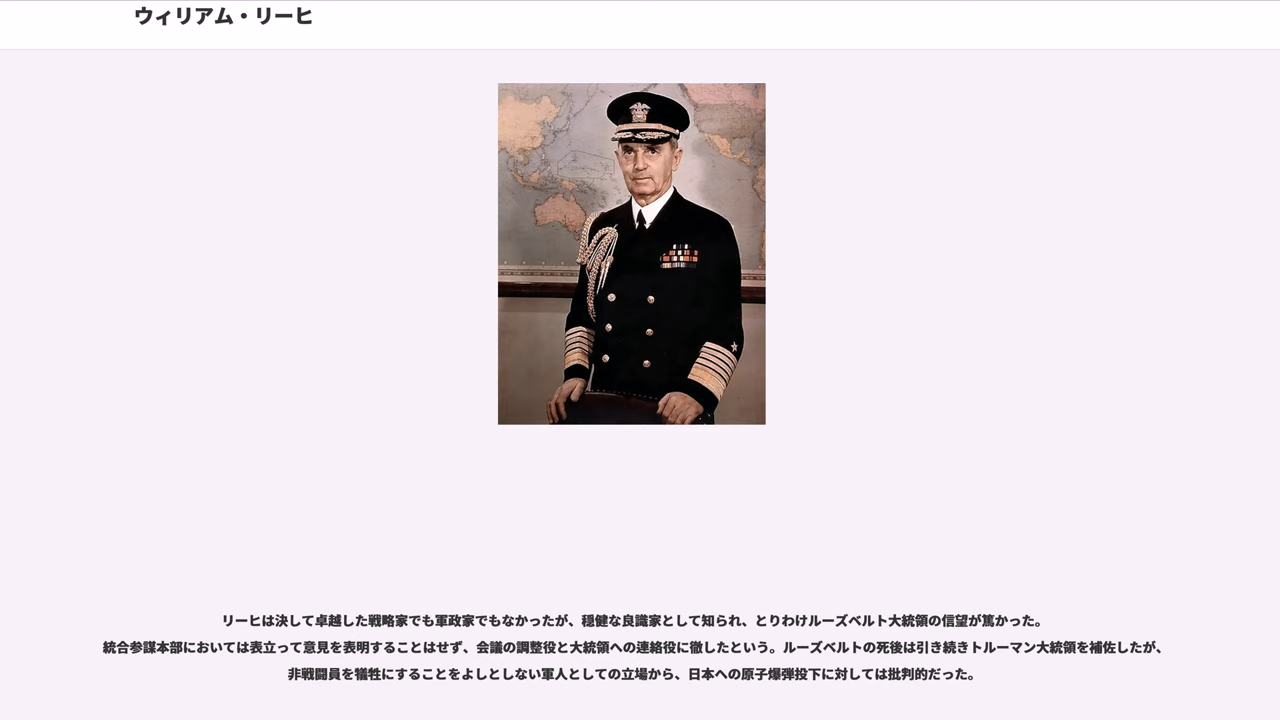 ウィリアム・リーヒ
リーヒは決して卓越した戦略家でも軍政家でもなかったが、穏健な良識家として知られ、とりわけルーズベルト大統領の信望が篤かった。
統合参謀本部においては表立って意見を表明することはせず、会議の調整役と大統領への連絡役に徹したという。ルーズベルトの死後は引き続きトルーマン大統領を補佐したが、
非戦闘員を犠牲にすることをよしとしない軍人としての立場から、日本への原子爆弾投下に対しては批判的だった。